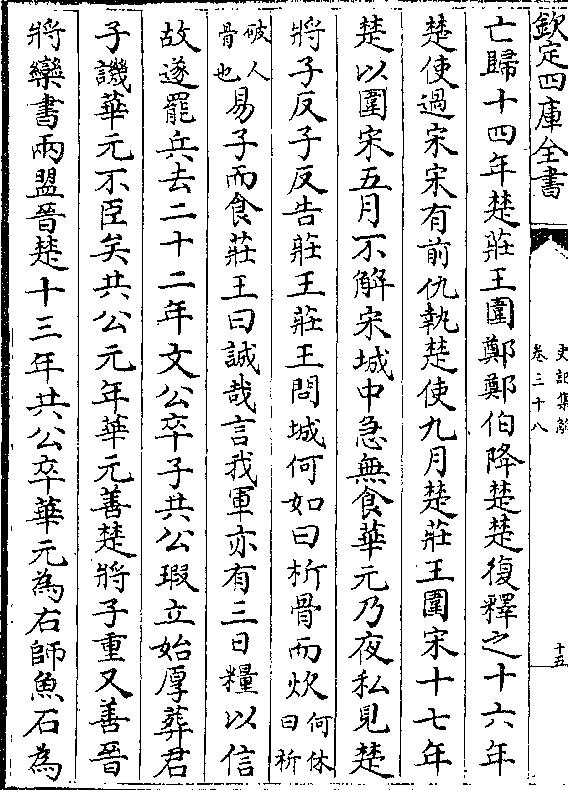 欽定四庫全書
史記集解
卷三十八
十五
亡歸十四年楚莊王圍鄭鄭伯降楚楚復釋之十六年
楚使過宋宋有前仇執楚使九月楚莊王圍宋十七年
楚以圍宋五月不解宋城中急無食華元乃夜私見楚
將子反子反告莊王莊王問城何如曰析骨而炊何休曰析
破人骨也易子而食莊王曰誠哉言我軍亦有三日糧以信
故遂罷兵去二十二年文公卒子共公瑕立始厚葬君
子譏華元不臣矣共公元年華元善楚將子重又善晉
將欒書兩盟晉楚十三年共公卒華元為右師魚石為